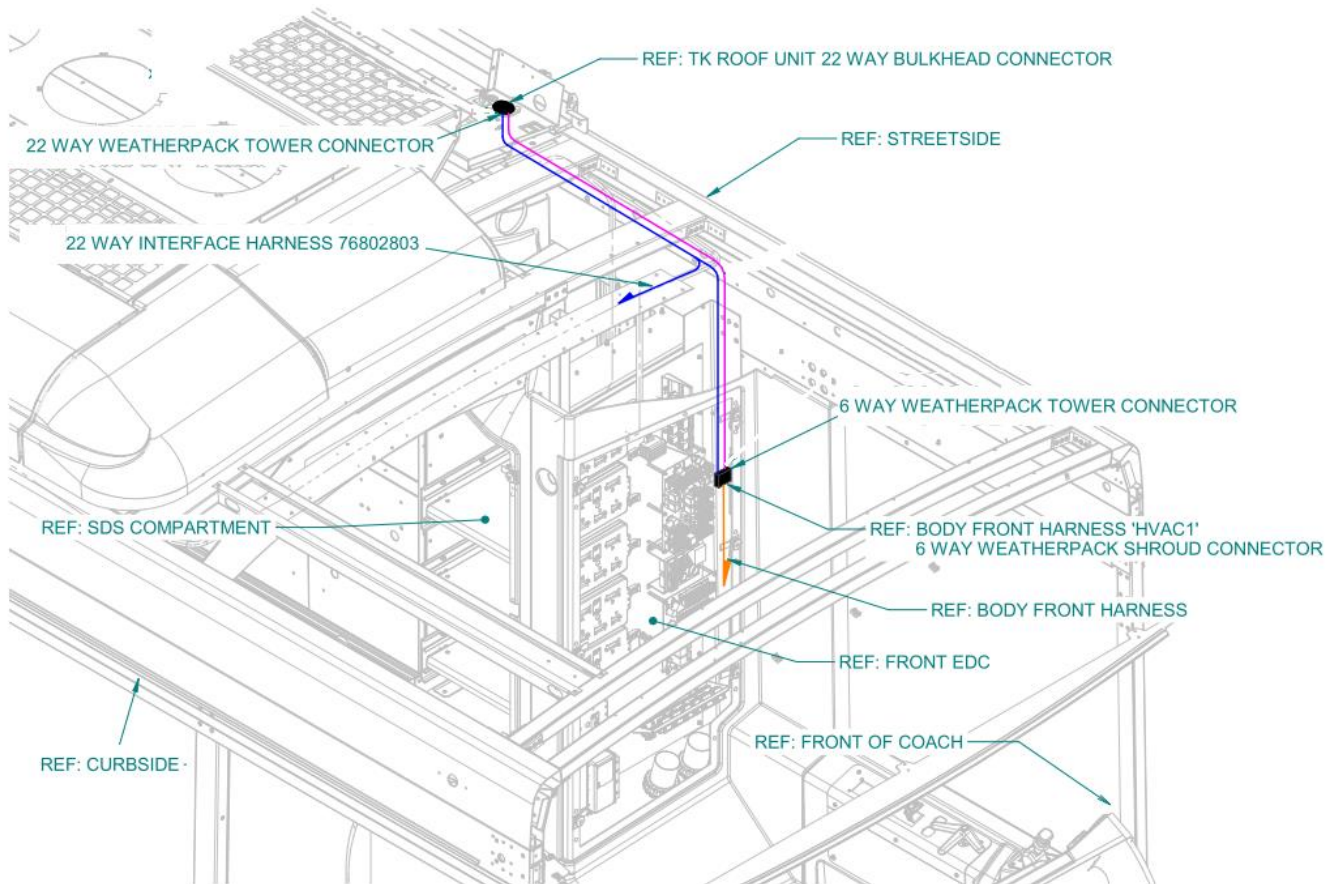 REF: TK ROOF UNIT 22 WAY BULKHEAD CONNECTOR
22 WAY WEATHERPACK TOWER CONNECTOR
REF: STREETSIDE
22 WAY INTERFACE HARNESS 76802803
6 WAY WEATHERPACK TOWER CONNECTOR
REF: SDS COMPARTMENT
REF: BODY FRONT HARNESS 'HVAC1'
6 WAY WEATHERPACK SHROUD CONNECTOR
REF: BODY FRONT HARNESS
REF: FRONT EDC
REF: FRONT OF COACH
REF: CURBSIDE